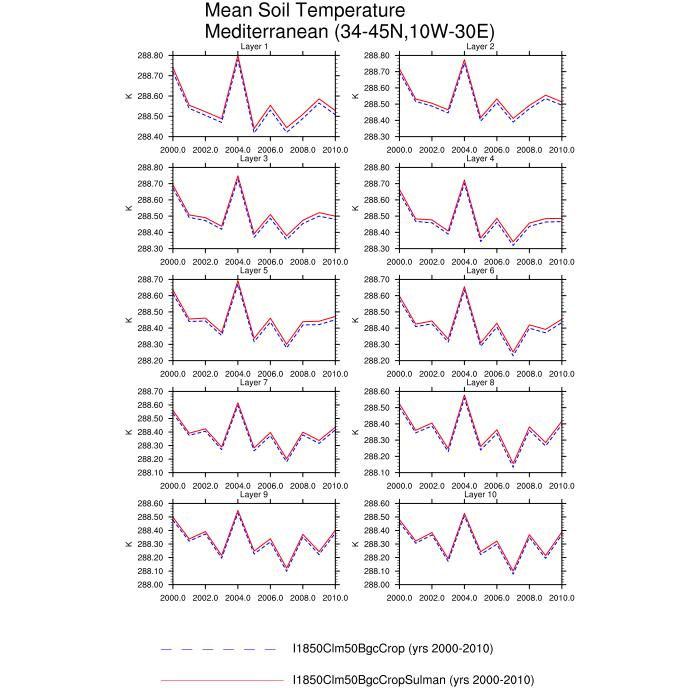 Mean Soil Temperature
Mediterranean (34-45N,10W-30E)
Layer 1
288.80
288.70
288.60
288.50
288.40
K
2000.0 2002.0 2004.0 2006.0 2008.0 2010.0
Layer 2
288.80
288.70
288.60
288.50
288.40
288.30
K
2000.0 2002.0 2004.0 2006.0 2008.0 2010.0
Layer 3
288.80
288.70
288.60
288.50
288.40
288.30
K
2000.0 2002.0 2004.0 2006.0 2008.0 2010.0
Layer 4
288.80
288.70
288.60
288.50
288.40
288.30
K
2000.0 2002.0 2004.0 2006.0 2008.0 2010.0
Layer 5
288.70
288.60
288.50
288.40
288.30
288.20
K
2000.0 2002.0 2004.0 2006.0 2008.0 2010.0
Layer 6
288.70
288.60
288.50
288.40
288.30
288.20
K
2000.0 2002.0 2004.0 2006.0 2008.0 2010.0
Layer 7
288.70
288.60
288.50
288.40
288.30
288.20
288.10
K
2000.0 2002.0 2004.0 2006.0 2008.0 2010.0
Layer 8
288.60
288.50
288.40
288.30
288.20
288.10
K
2000.0 2002.0 2004.0 2006.0 2008.0 2010.0
Layer 9
288.60
288.50
288.40
288.30
288.20
288.10
288.00
K
2000.0 2002.0 2004.0 2006.0 2008.0 2010.0
Layer 10
288.60
288.50
288.40
288.30
288.20
288.10
288.00
K
2000.0 2002.0 2004.0 2006.0 2008.0 2010.0
I1850Clm50BgcCrop (yrs 2000-2010)
I1850Clm50BgcCropSulman (yrs 2000-2010)